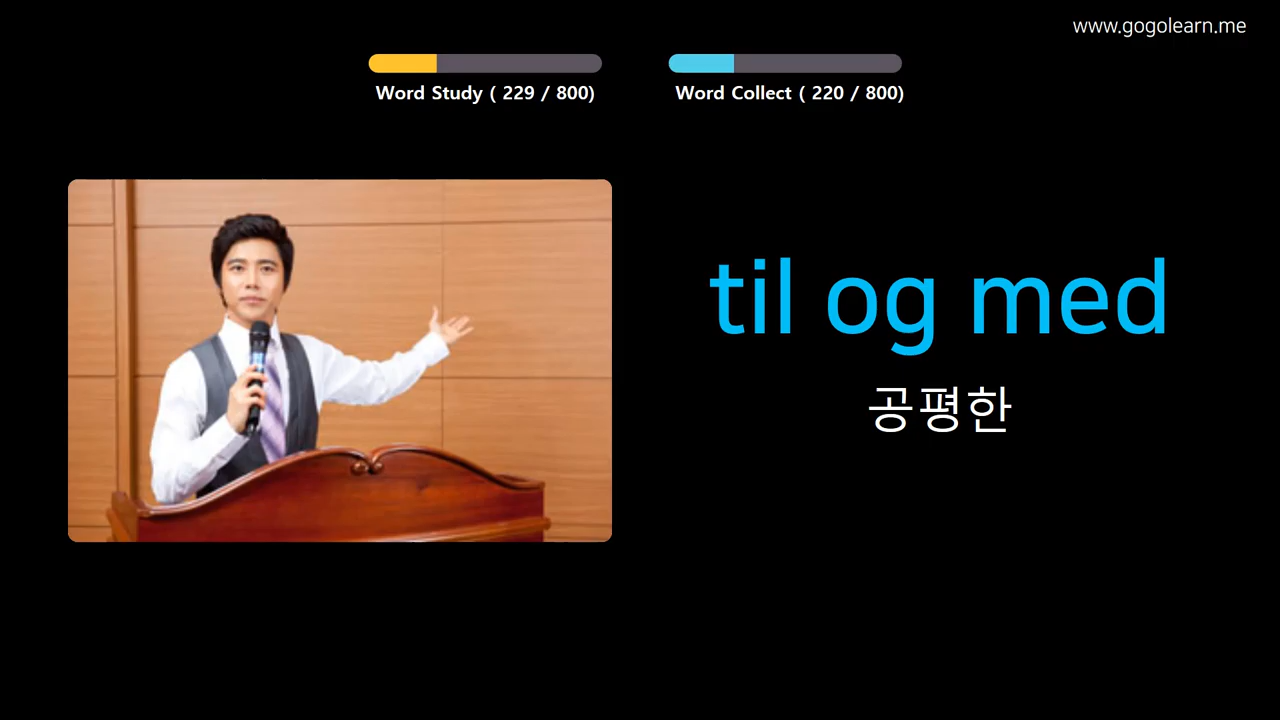 www.gogolearn.me
Word Study ( 229 / 800)
Word Collect ( 220 / 800)
til og med
공평한